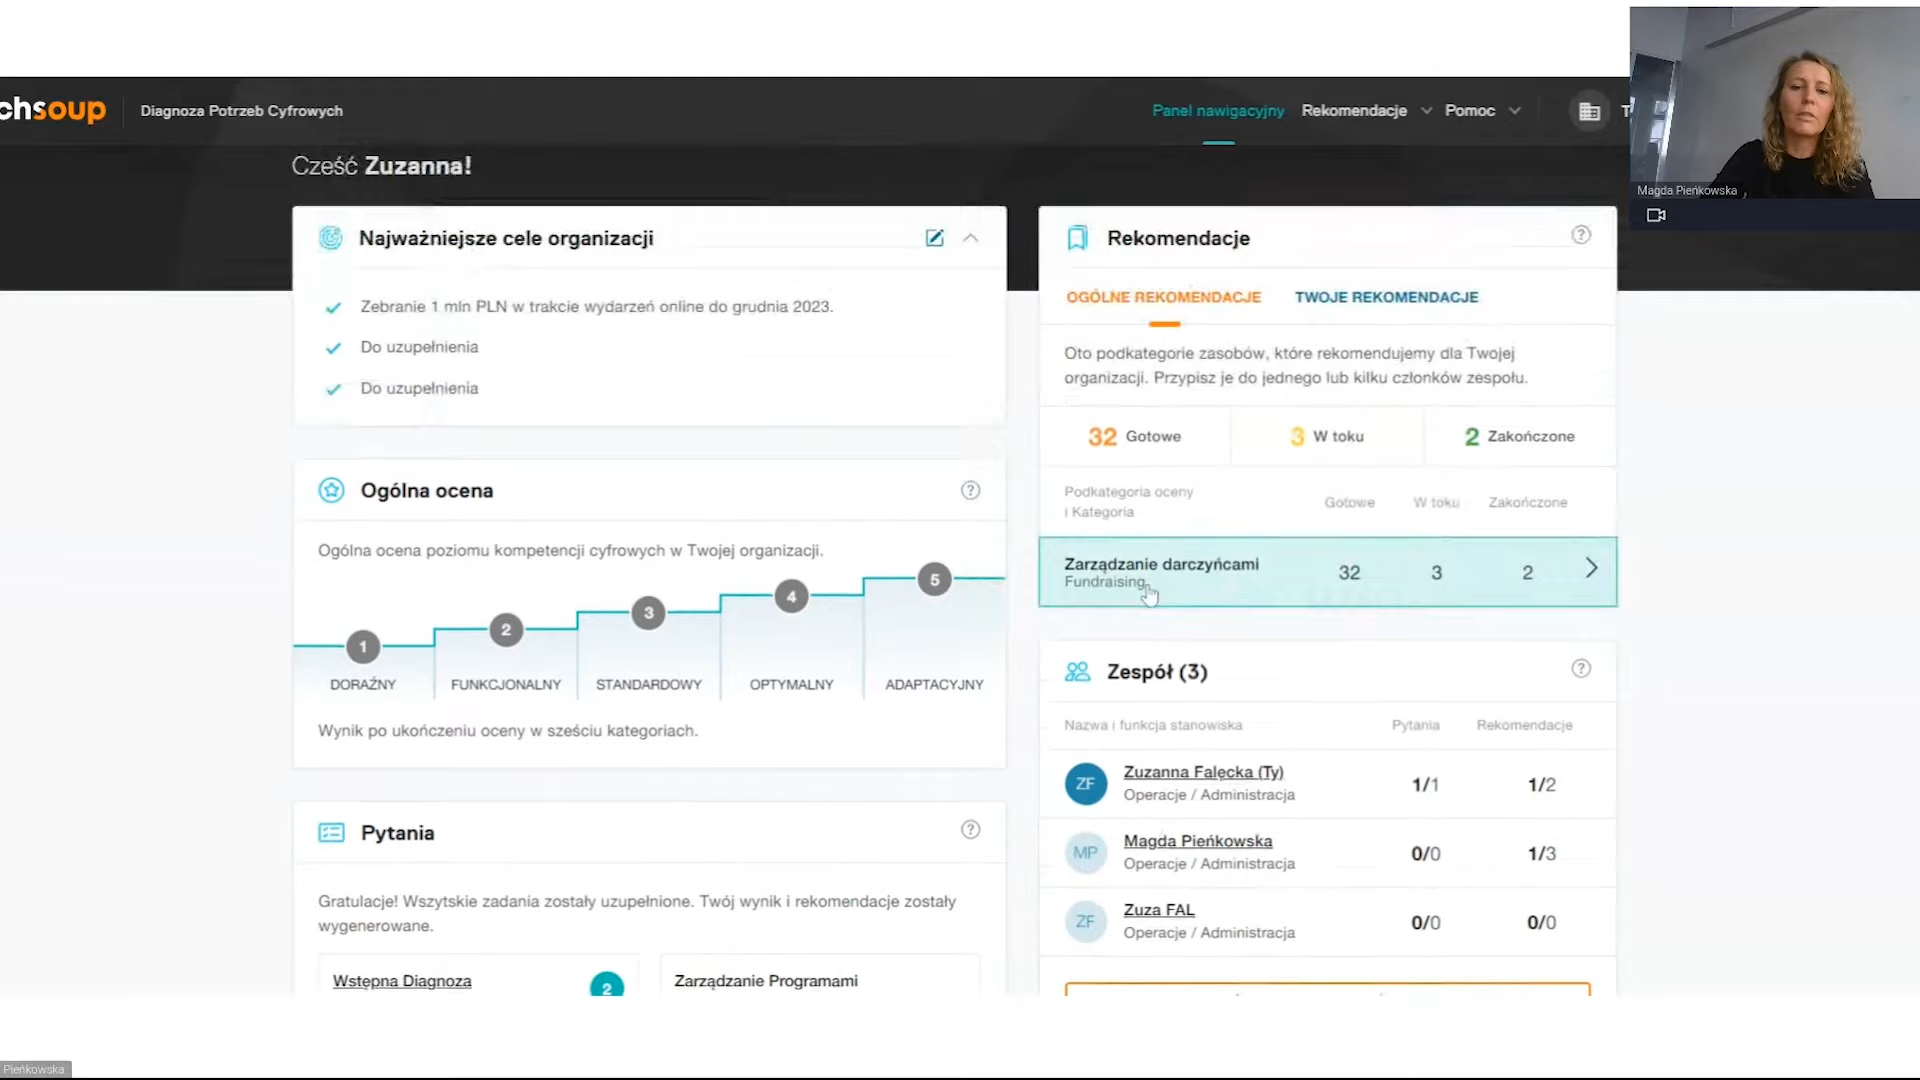 chsoup
Diagnoza Potrzeb Cyfrowych
Panel nawigacyjny
Rekomendacje
Pomoc
Magda Pieńkowska
Cześć Zuzanna!
Najważniejsze cele organizacji
Zebranie 1 mln PLN w trakcie wydarzeń online do grudnia 2023.
Do uzupełnienia
Do uzupełnienia
Ogólna ocena
?
Ogólna ocena poziomu kompetencji cyfrowych w Twojej organizacji.
1
2
3
4
5
DORAŹNY
FUNKCJONALNY
STANDARDOWY
OPTYMALNY
ADAPTACYJNY
Wynik po ukończeniu oceny w sześciu kategoriach.
Pytania
?
Gratulacje! Wszytskie zadania zostały uzupełnione. Twój wynik i rekomendacje zostały
wygenerowane.
Wstępna Diagnoza
2
Zarządzanie Programami
Rekomendacje
?
OGÓLNE REKOMENDACJE
TWOJE REKOMENDACJE
Oto podkategorie zasobów, które rekomendujemy dla Twojej
organizacji. Przypisz je do jednego lub kilku członków zespołu.
32 Gotowe
3 W toku
2 Zakończone
Podkategoria oceny
i Kategoria
Gotowe
W toku
Zakończone
Zarządzanie darczyńcami
Fundraising
32
3
2
Zespół (3)
?
Nazwa i funkcja stanowiska
Pytania
Rekomendacje
ZF
Zuzanna Falęcka (Ty)
Operacje / Administracja
1/1
1/2
MP
Magda Pieńkowska
Operacje / Administracja
0/0
1/3
ZF
Zuza FAL
Operacje / Administracja
0/0
0/0
Pieńkowska